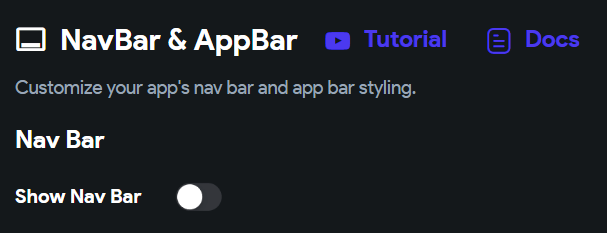 NavBar & AppBar Tutorial Docs
Customize your app's nav bar and app bar styling.
Nav Bar
Show Nav Bar